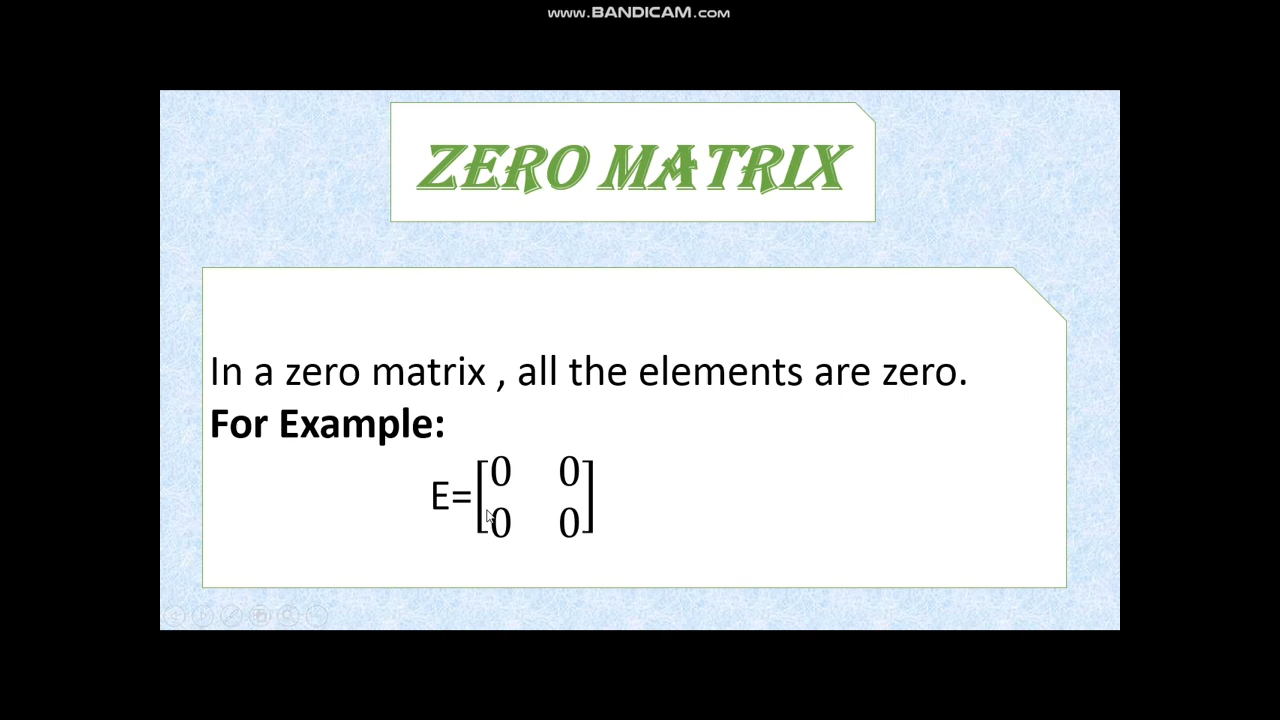 www.BANDICAM.com
ZERO MATRIX
In a zero matrix , all the elements are zero.
For Example:
E=[0 0
0 0]